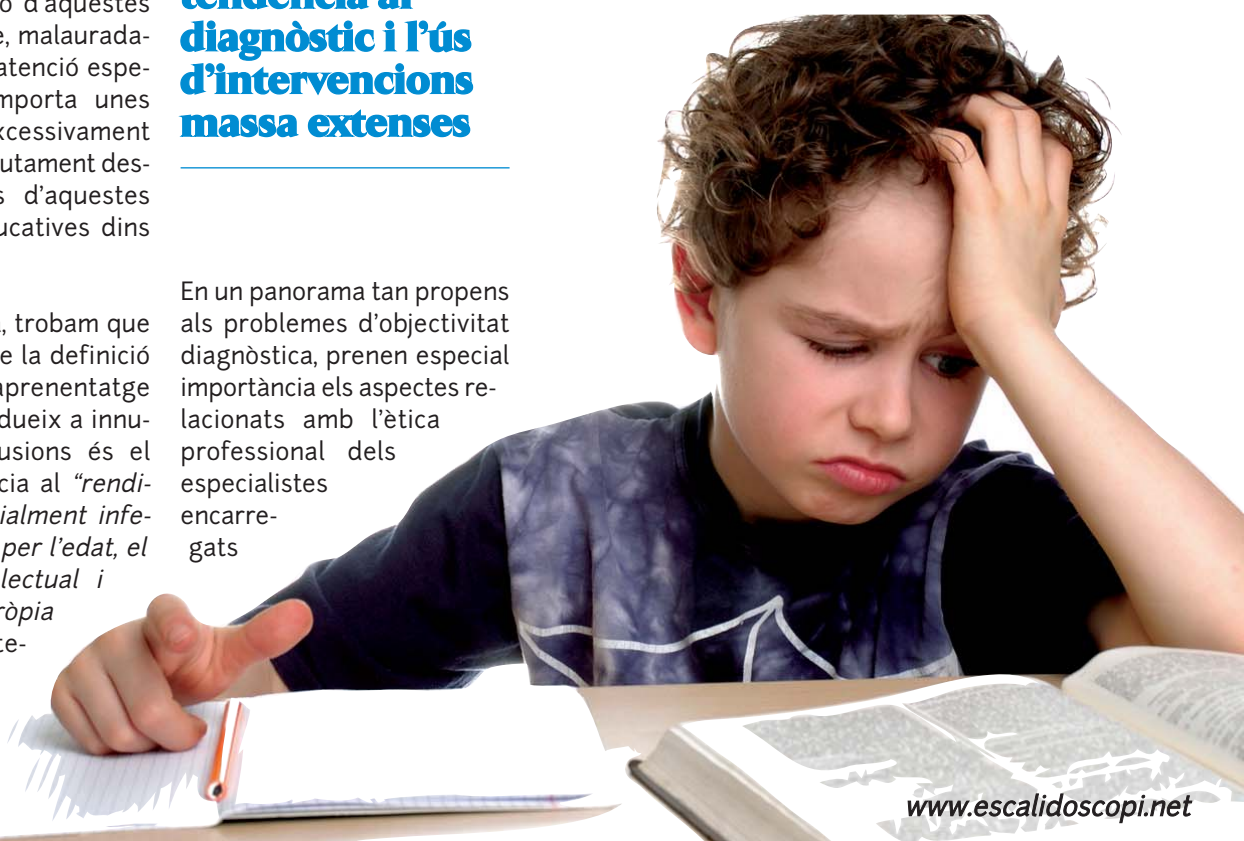 ó d'aquestes
e, malaurada-
atenció espe-
mporta unes
xcessivament
utament des-
s d'aquestes
ucatives dins
, trobam que
e la definició
aprenentatge
dueix a innu-
usions és el
cia al “rendi-
ialment infe-
per l'edat, el
lectual i
ròpia
te-
tendència al
diagnòstic i l'ús
d'intervencions
massa extenses
En un panorama tan propens
als problemes d'objectivitat
diagnòstica, prenen especial
importància els aspectes re-
lacionats amb l'ètica
professional dels
especialistes
encarre-
gats
www.escalidoscopi.net